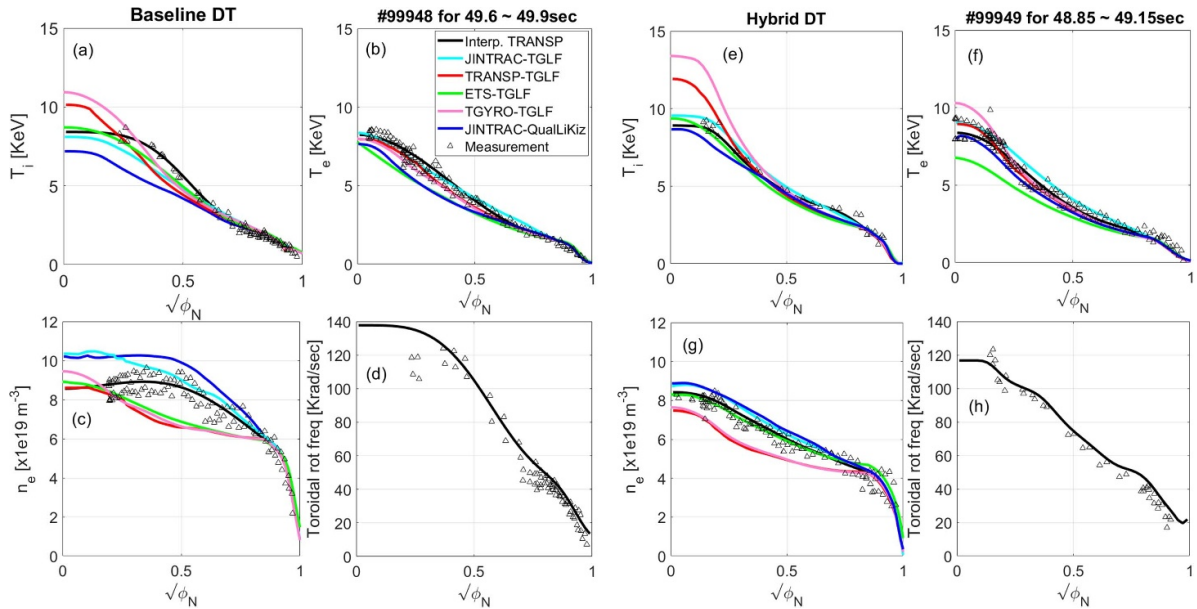 Baseline DT
#99948 for 49.6 ~ 49.9sec
Hybrid DT
#99949 for 48.85 ~ 49.15sec
(a)
T_i [KeV]
15
10
5
0
0
0.5
1
√ϕ_N
(b)
T_e [KeV]
15
10
5
0
0
0.5
1
√ϕ_N
Interp. TRANSP
JINTRAC-TGLF
TRANSP-TGLF
ETS-TGLF
TGYRO-TGLF
JINTRAC-QualLiKiz
Measurement
(e)
T_i [KeV]
15
10
5
0
0
0.5
1
√ϕ_N
(f)
T_e [KeV]
15
10
5
0
0
0.5
1
√ϕ_N
(c)
n_e [x1e19 m⁻³]
12
10
8
6
4
2
0
0
0.5
1
√ϕ_N
(d)
Toroidal rot freq [Krad/sec]
140
120
100
80
60
40
20
0
0
0.5
1
√ϕ_N
(g)
n_e [x1e19 m⁻³]
12
10
8
6
4
2
0
0
0.5
1
√ϕ_N
(h)
Toroidal rot freq [Krad/sec]
140
120
100
80
60
40
20
0
0
0.5
1
√ϕ_N